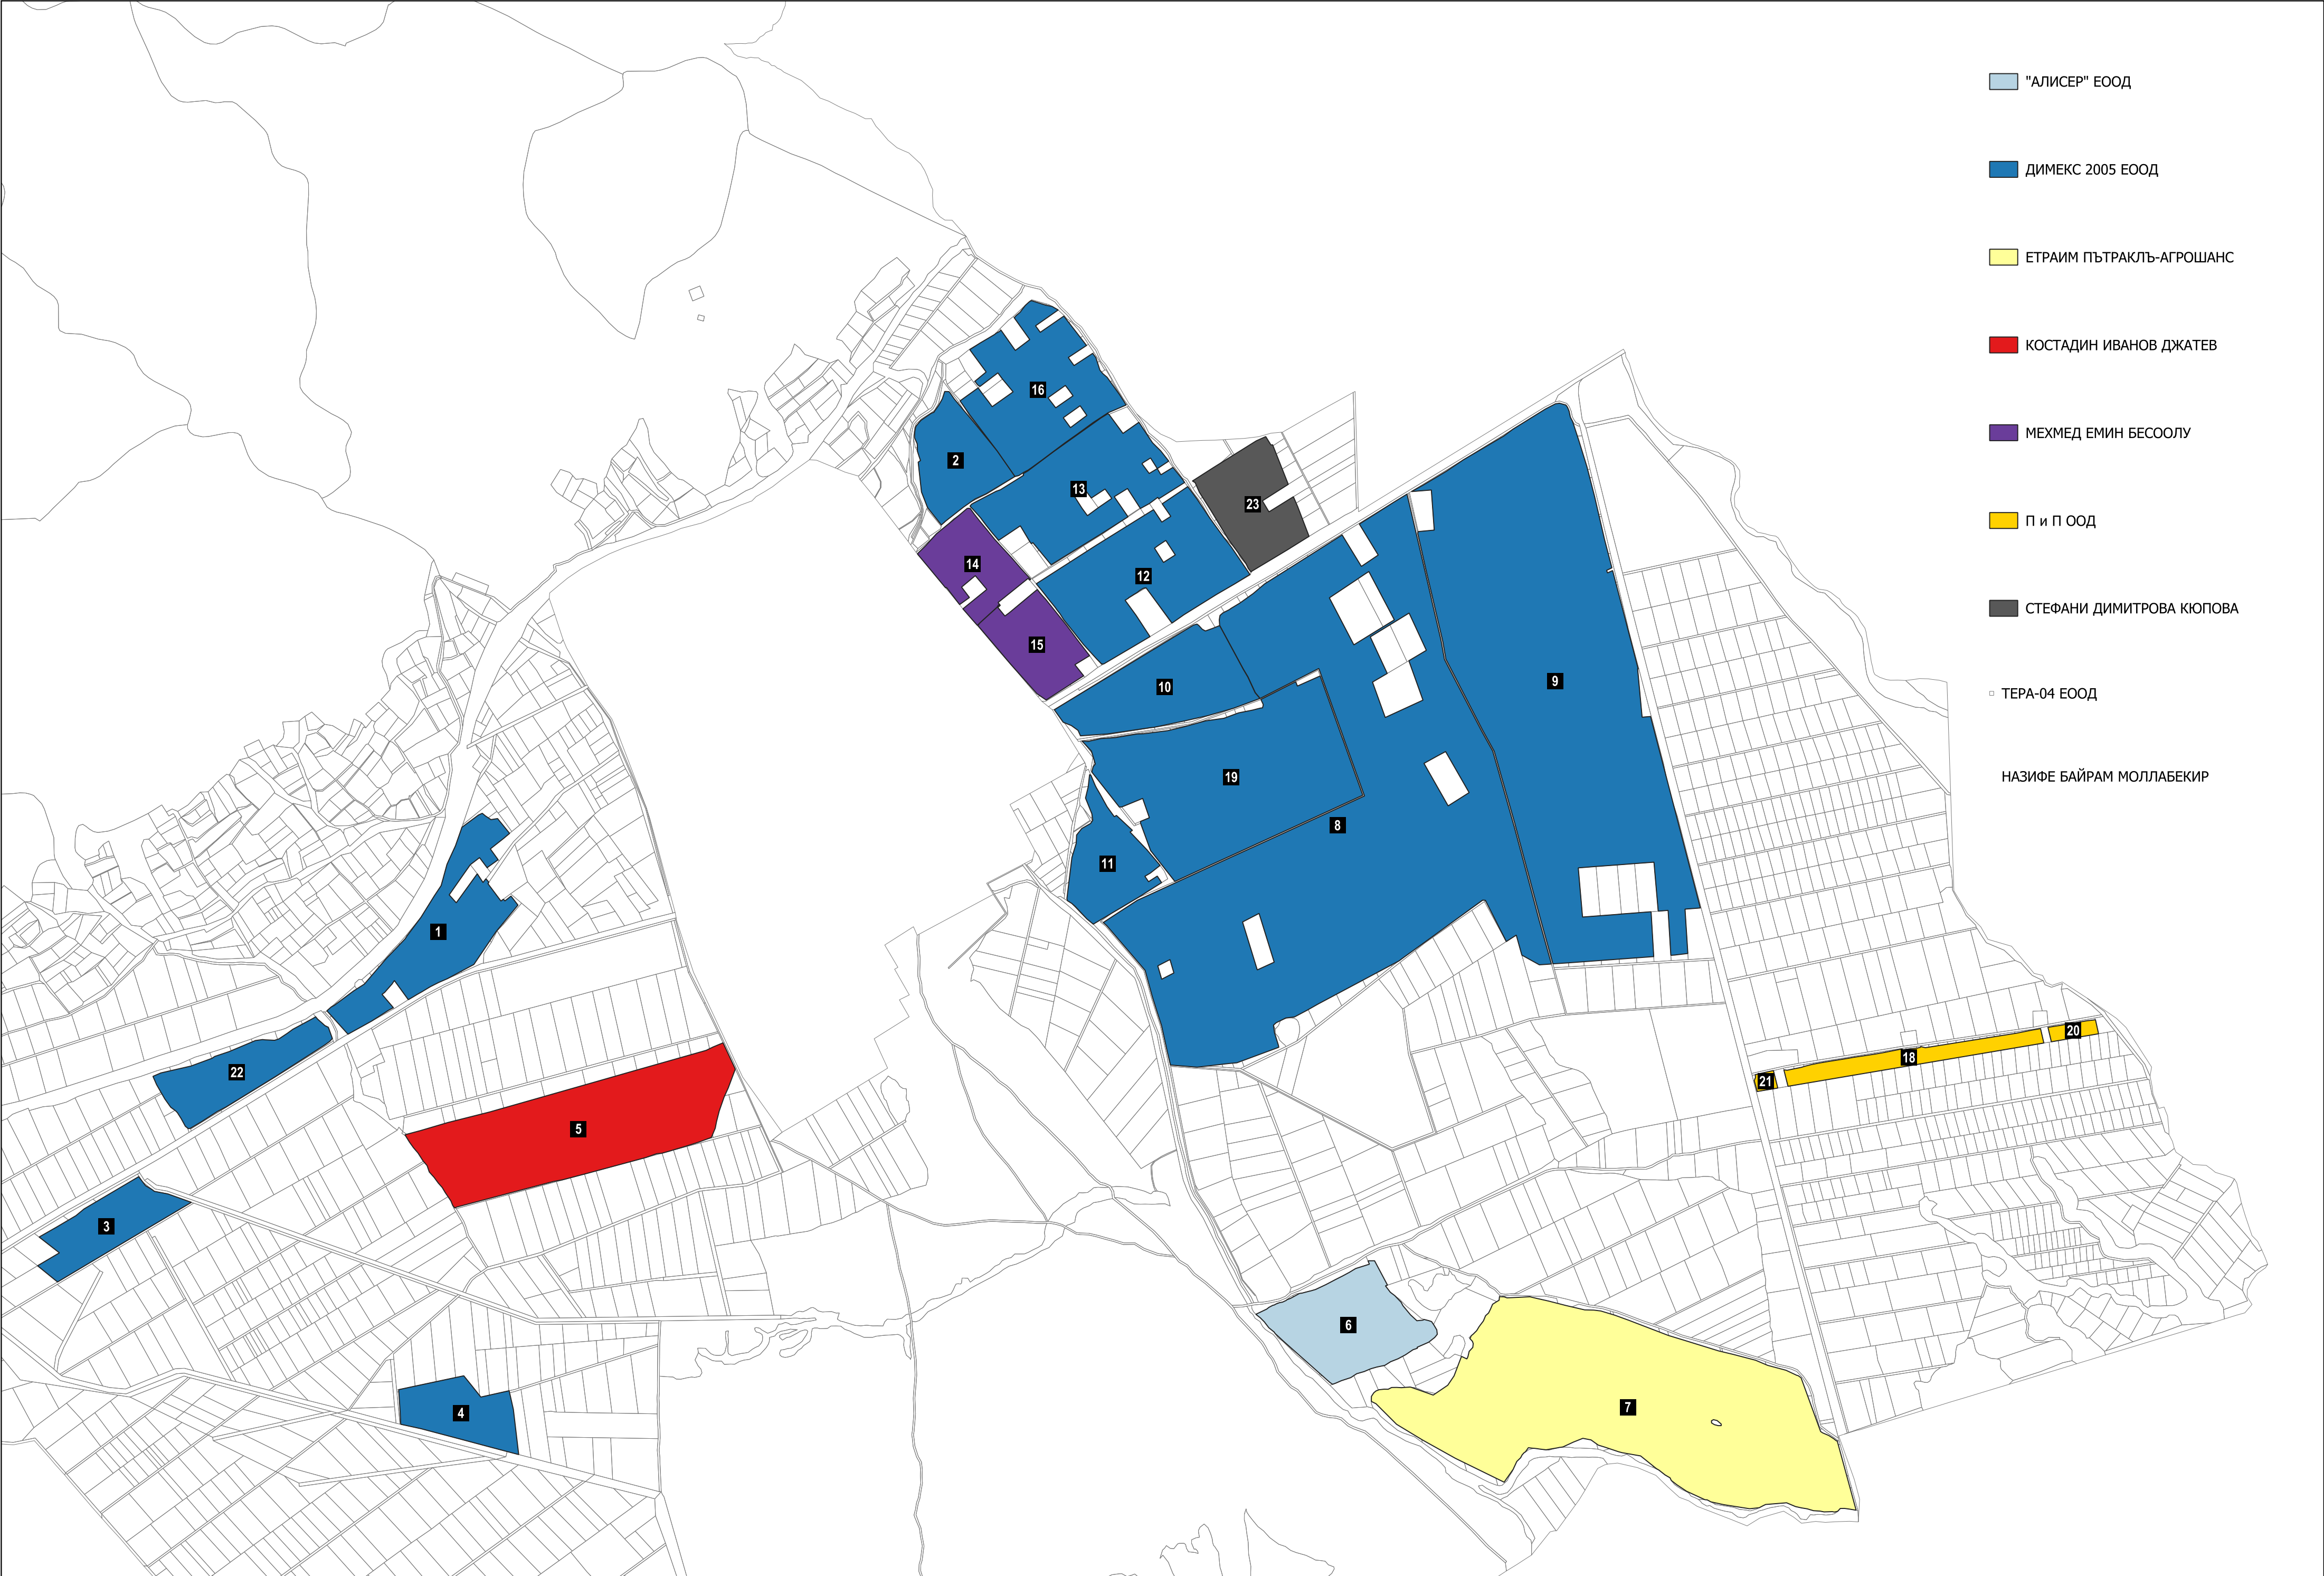 "АЛИСЕР" ЕООД
ДИМЕКС 2005 ЕООД
ЕТРАИМ ПЪТРАКЛЪ-АГРОШАНС
КОСТАДИН ИВАНОВ ДЖАТЕВ
МЕХМЕД ЕМИН БЕСООЛУ
П и П ООД
СТЕФАНИ ДИМИТРОВА КЮПОВА
ТЕРА-04 ЕООД
НАЗИФЕ БАЙРАМ МОЛЛАБЕКИР
16
2
13
23
14
12
15
9
10
19
8
11
1
20
18
22
21
5
3
6
7
4